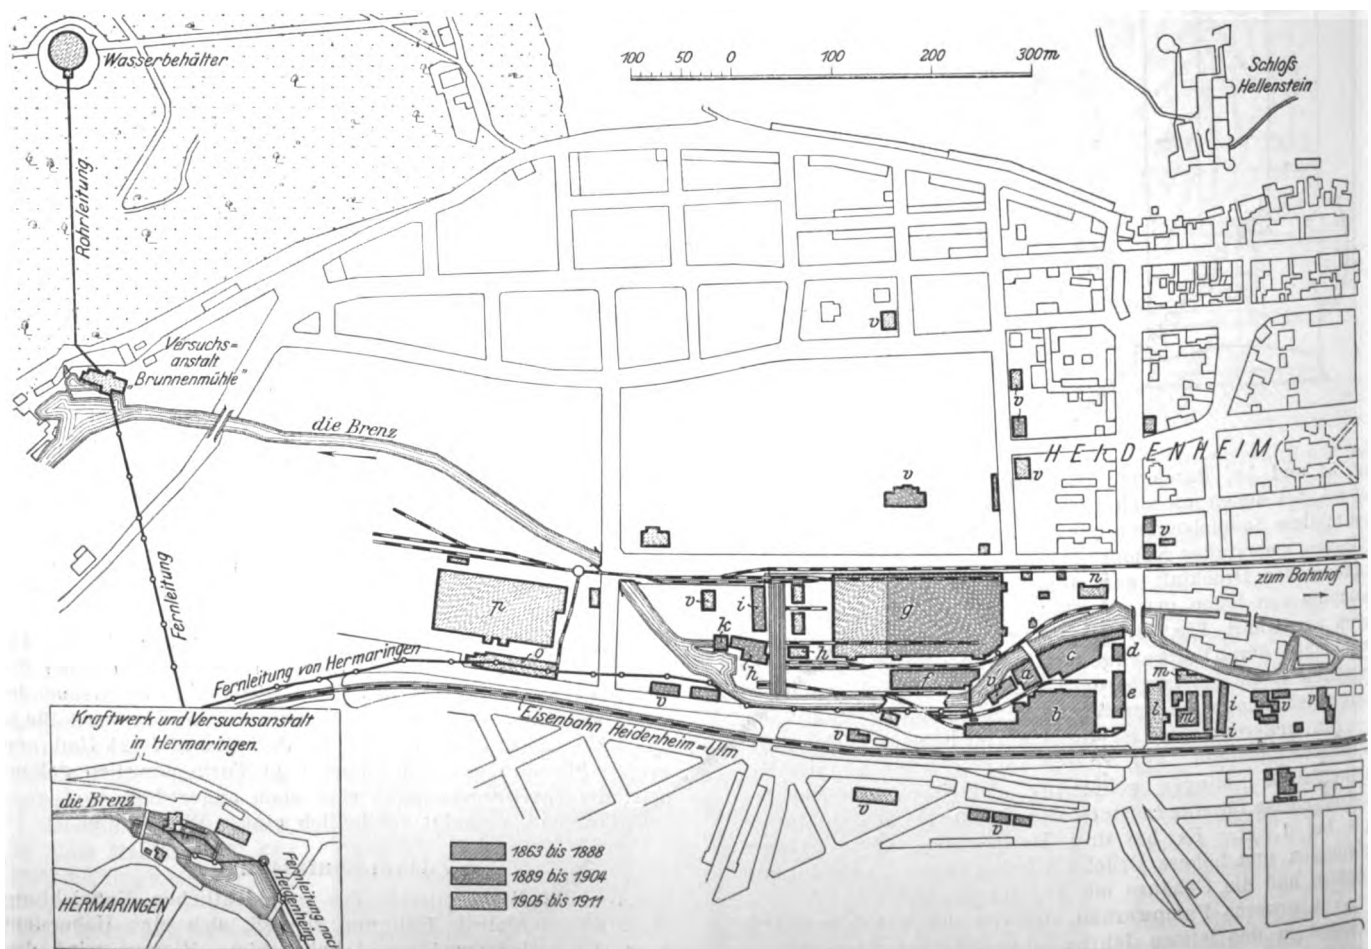 Wasserbehälter
100 50 0 100 200 300 m
Schloß
Hellenstein
Rohrleitung
Versuchs=
anstalt
„Brunnenmühle"
v
die Brenz
v
HEIDENHEIM
v
v
v
Fernleitung
zum Bahnhof
p
v
i
g
n
k
h
h
o
f
v
a
c
d
Fernleitung von Hermaringen
v
b
e
m
l
m
i
i
v
v
Eisenbahn Heidenheim=Ulm
v
Kraftwerk und Versuchsanstalt
in Hermaringen.
v
v
die Brenz
Fernleitung nach
Heidenheim
HERMARINGEN
1863 bis 1888
1889 bis 1904
1905 bis 1911